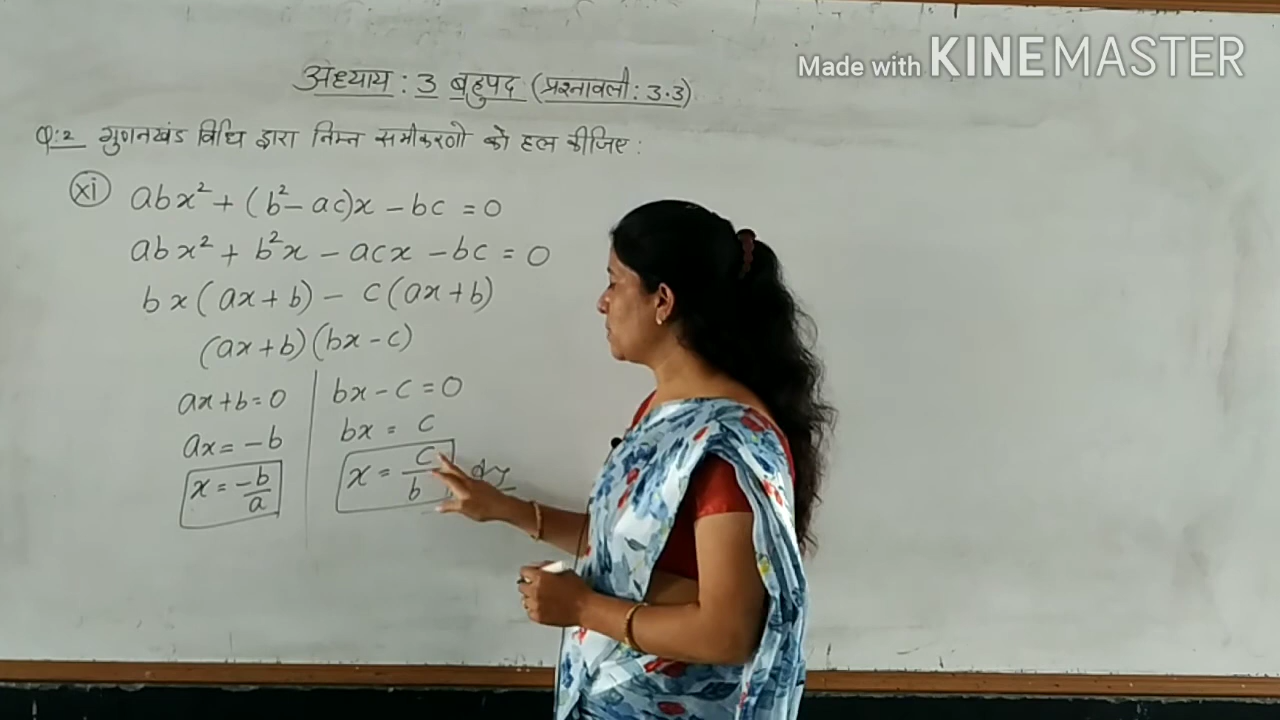 Made with KINEMASTER
अध्याय : 3 बहुपद (प्रश्नावली : 3.3)
Q:2 गुणनखंड विधि द्वारा निम्न समीकरणो को हल कीजिए :
(xi) abx² + (b² - ac)x - bc = 0
abx² + b²x - acx - bc = 0
bx(ax+b) - c(ax+b)
(ax+b)(bx-c)
ax+b=0 | bx-c=0
ax=-b | bx=c
x=-b/a | x=c/b